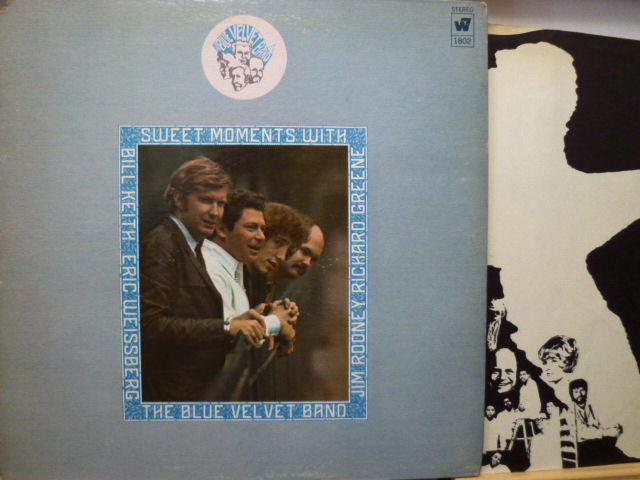 BLUE VELVET BAND
STEREO
W7
1802
SWEET MOMENTS WITH
BILL KEITH ERIC WEISSBERG
JIM ROONEY RICHARD GREENE
THE BLUE VELVET BAND